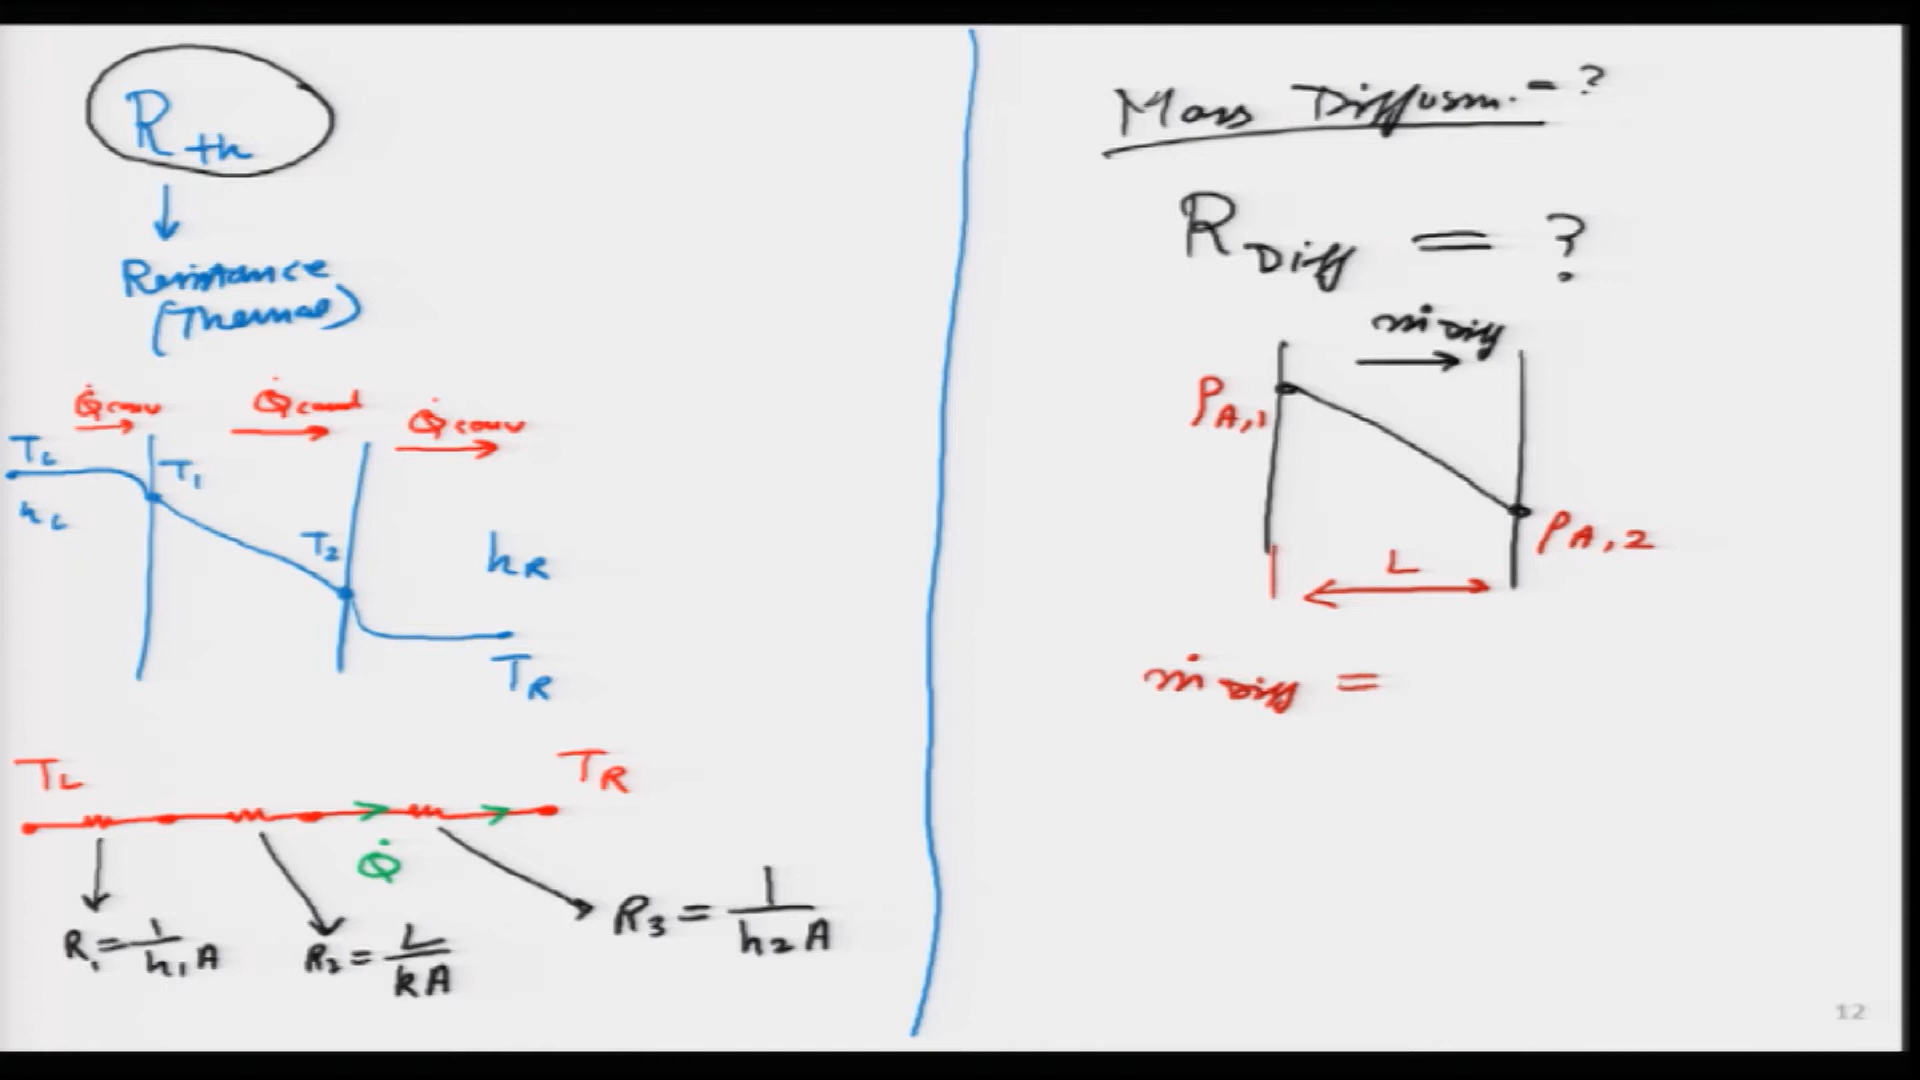 R_th
Resistance
(Thermal)
Q̇conv Q̇cond Q̇conv
T_L T_1
h_L
T_2 h_R
T_R
T_L T_R
Q̇
R_1 = 1/h_1A R_2 = L/kA R_3 = 1/h_2A
Mass Diffusion - ?
R_Diff = ?
ṁ_Diff
ρ_A,1
ρ_A,2
L
ṁ_Diff =
12